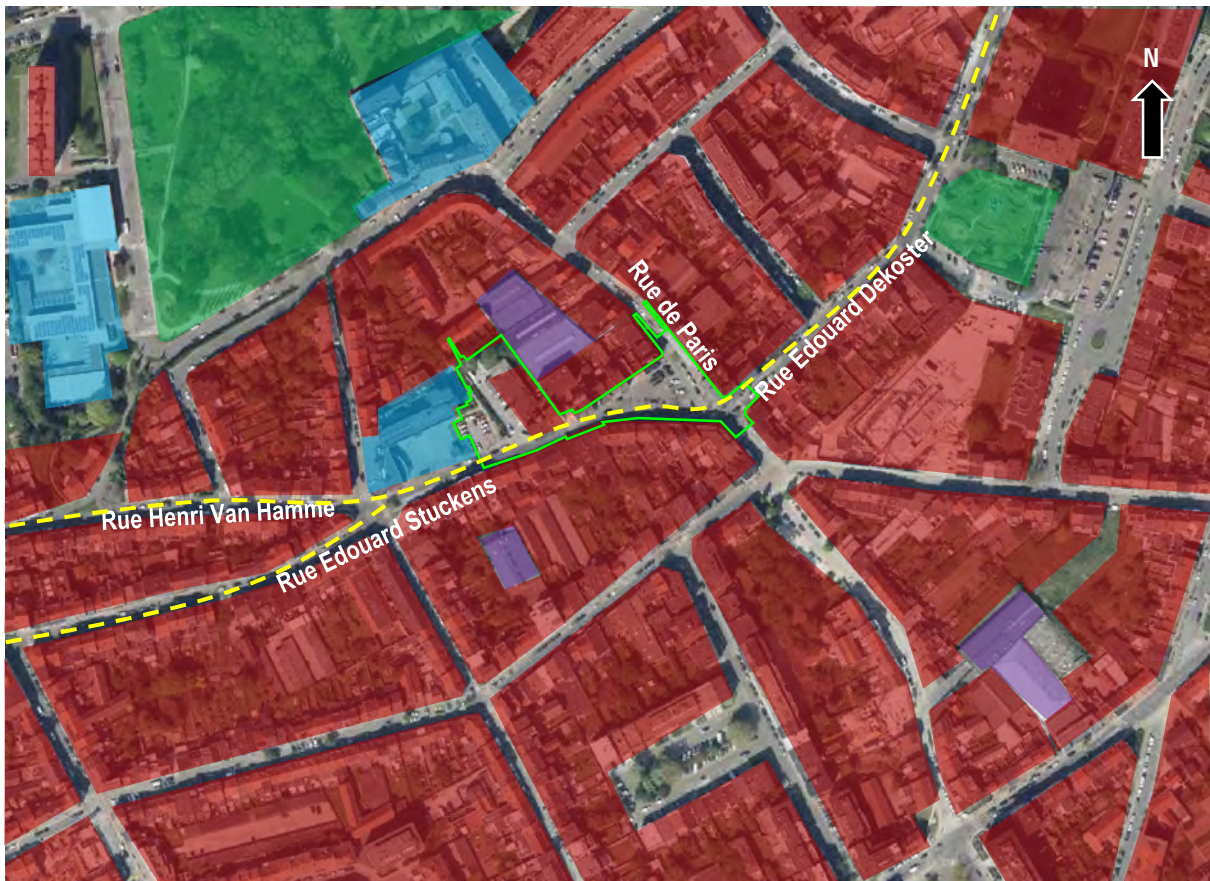 N
Rue de Paris
Rue Edouard Dekoster
Rue Henri Van Hamme
Rue Edouard Stuckens